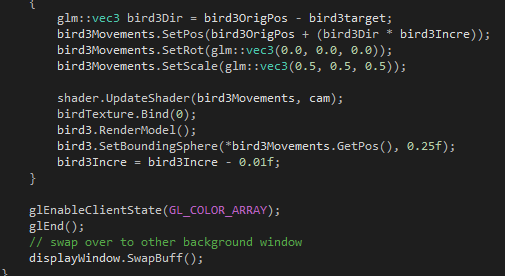 {
glm::vec3 bird3Dir = bird3OrigPos - bird3target;
bird3Movements.SetPos(bird3OrigPos + (bird3Dir * bird3Incre));
bird3Movements.SetRot(glm::vec3(0.0, 0.0, 0.0));
bird3Movements.SetScale(glm::vec3(0.5, 0.5, 0.5));
shader.UpdateShader(bird3Movements, cam);
birdTexture.Bind(0);
bird3.RenderModel();
bird3.SetBoundingSphere(*bird3Movements.GetPos(), 0.25f);
bird3Incre = bird3Incre - 0.01f;
}
glEnableClientState(GL_COLOR_ARRAY);
glEnd();
// swap over to other background window
displayWindow.SwapBuff();
}